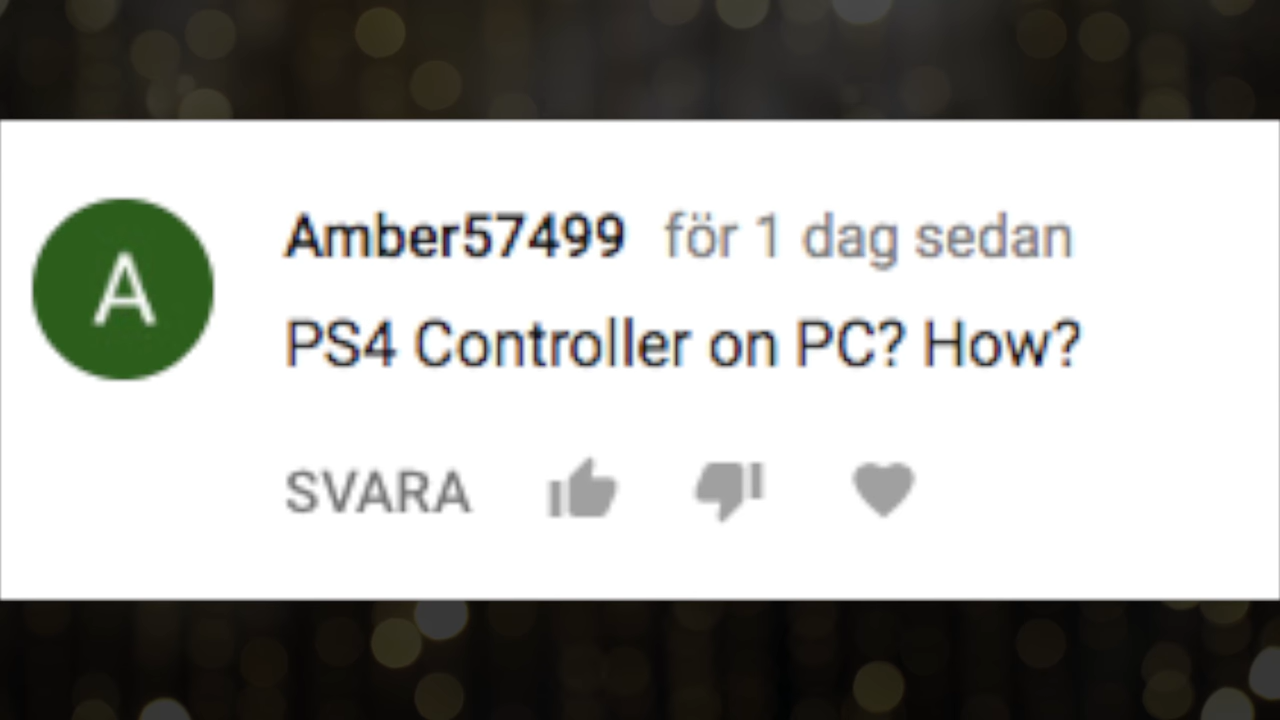 A
Amber57499 för 1 dag sedan
PS4 Controller on PC? How?
SVARA